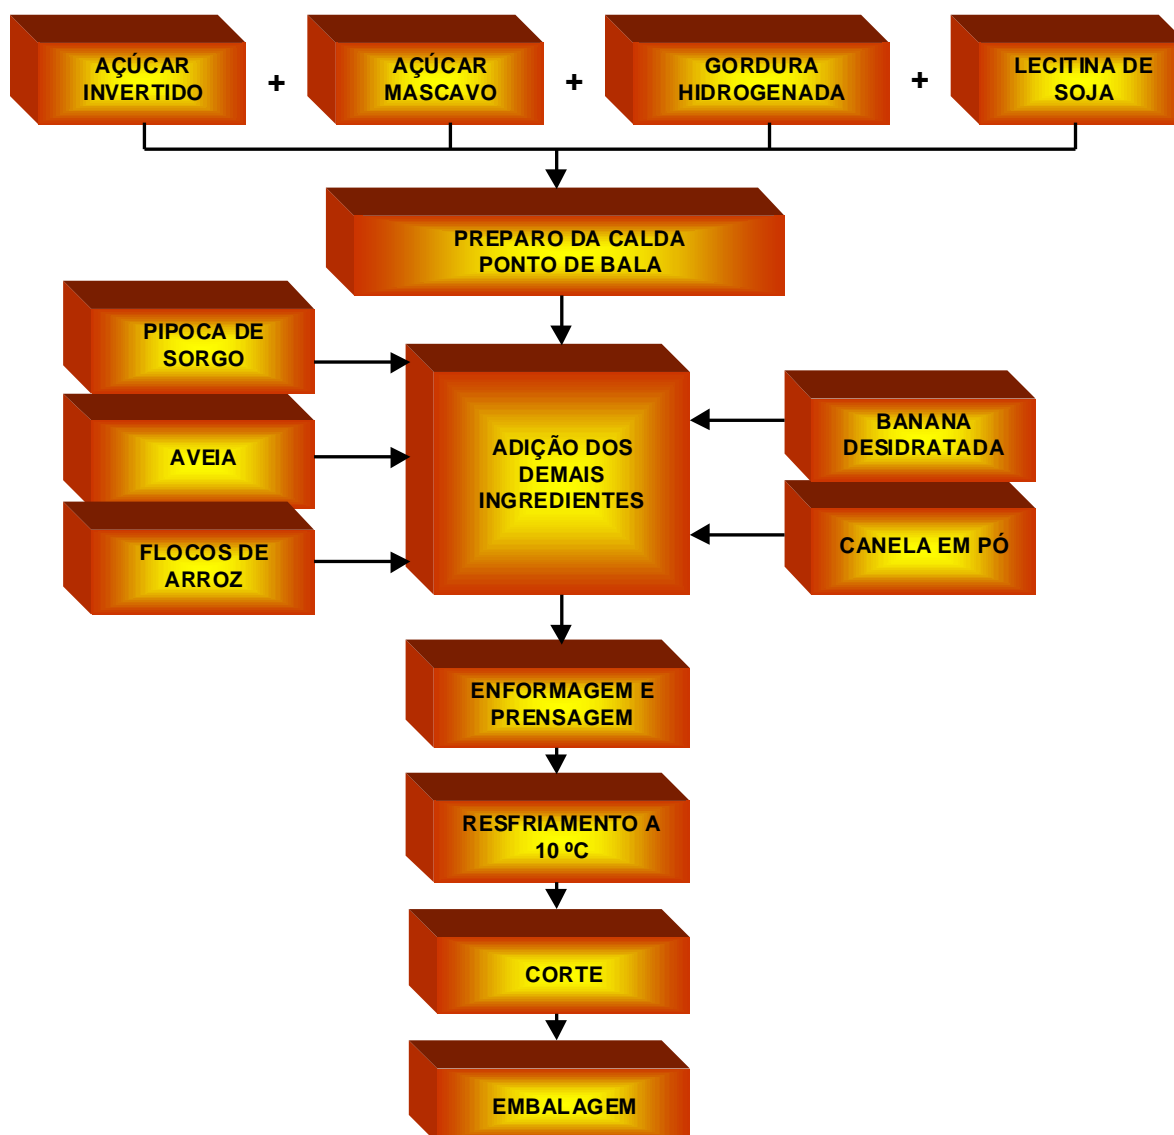 AÇÚCAR
INVERTIDO
+
AÇÚCAR
MASCAVO
+
GORDURA
HIDROGENADA
+
LECITINA DE
SOJA
PREPARO DA CALDA
PONTO DE BALA
PIPOCA DE
SORGO
AVEIA
FLOCOS DE
ARROZ
ADIÇÃO DOS
DEMAIS
INGREDIENTES
BANANA
DESIDRATADA
CANELA EM PÓ
ENFORMAGEM E
PRENSAGEM
RESFRIAMENTO A
10 ºC
CORTE
EMBALAGEM